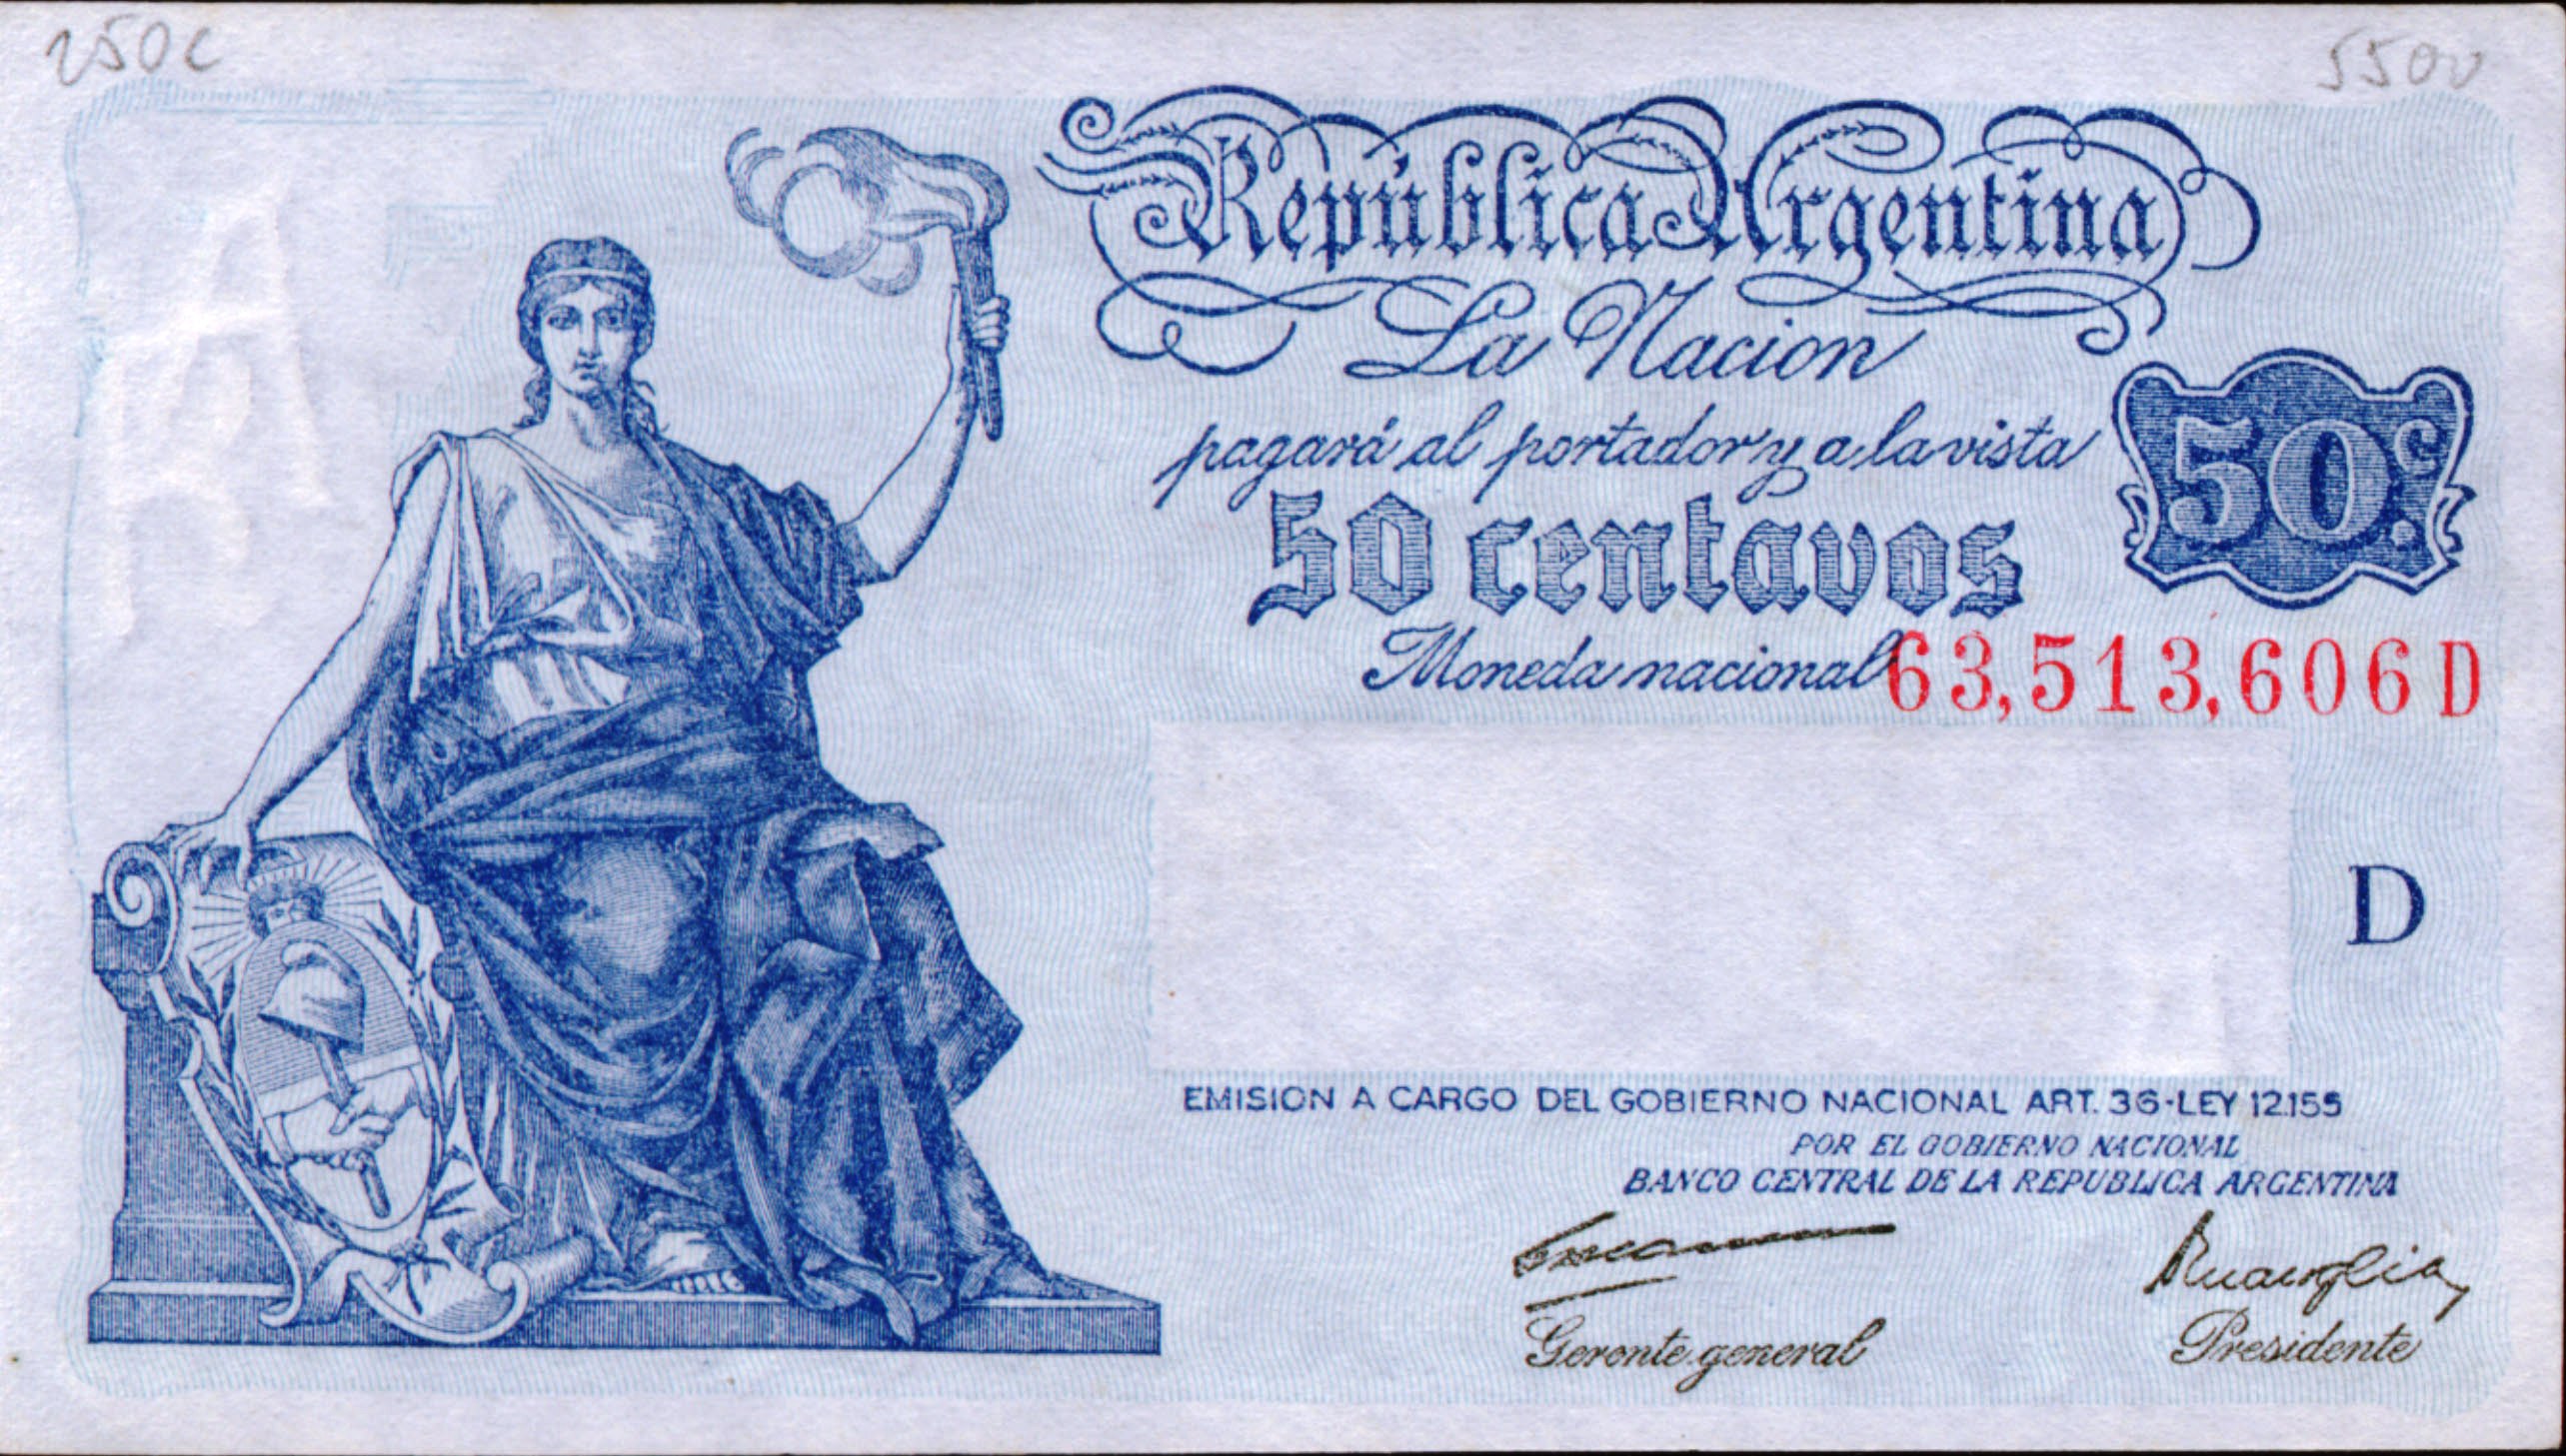 250c
5500
República Argentina
La Nacion
pagará al portador y a la vista
50 centavos
50c.
Moneda nacional
63,513,606 D
D
EMISION A CARGO DEL GOBIERNO NACIONAL ART. 36-LEY 12.155
POR EL GOBIERNO NACIONAL
BANCO CENTRAL DE LA REPUBLICA ARGENTINA
Gerente general
Presidente